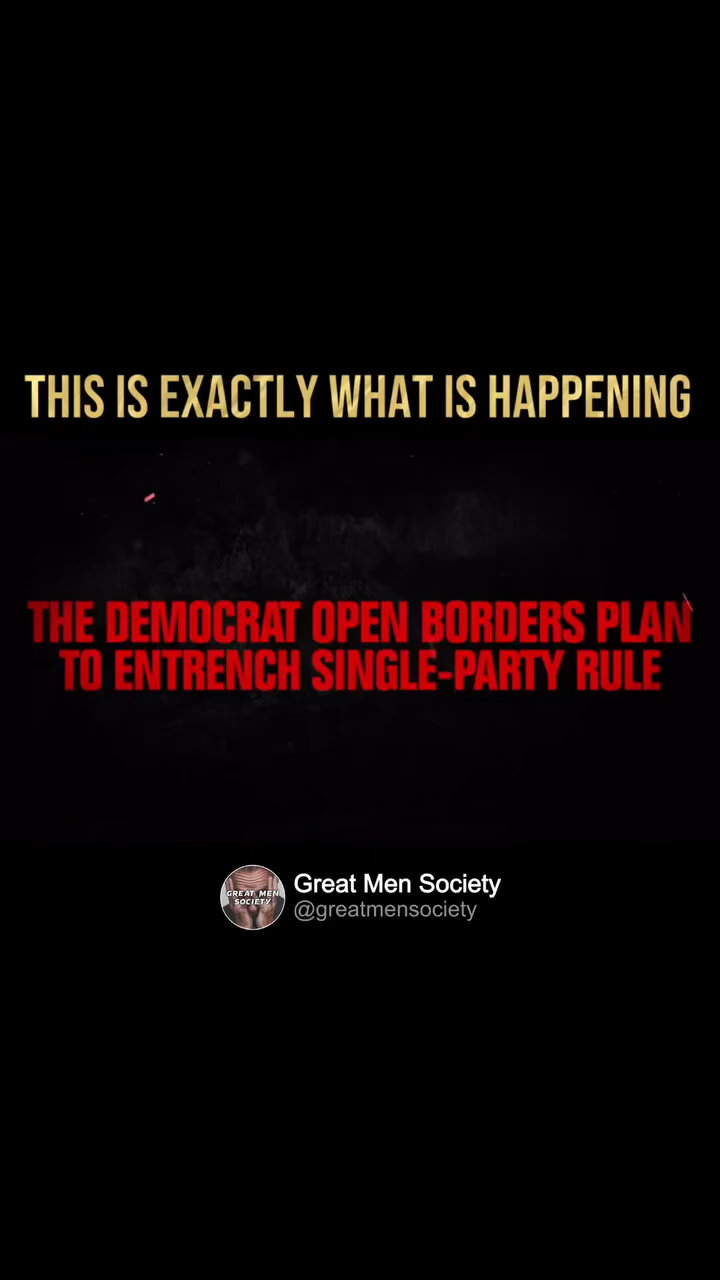 THIS IS EXACTLY WHAT IS HAPPENING
THE DEMOCRAT OPEN BORDERS PLAN
TO ENTRENCH SINGLE-PARTY RULE
GREAT MEN
SOCIETY
Great Men Society
@greatmensociety